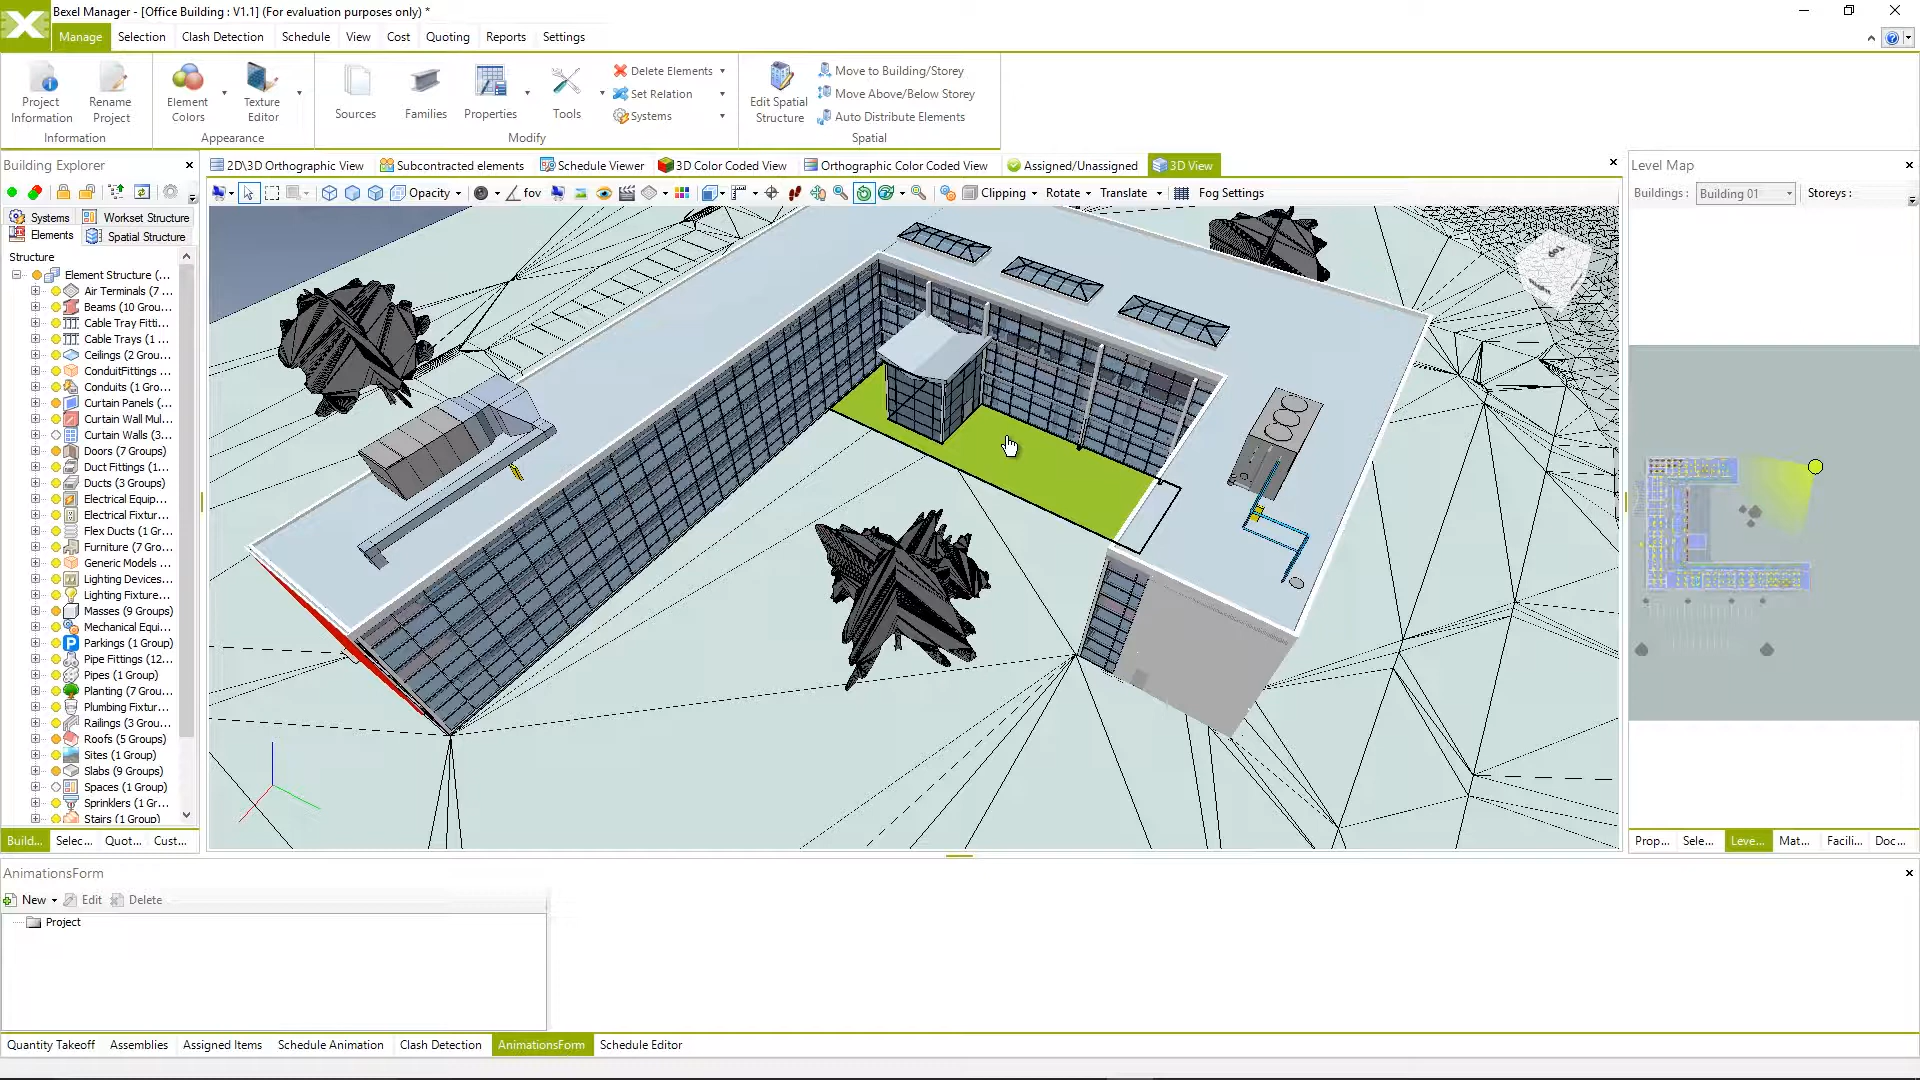 Bexel Manager - [Office Building : V1.1] (For evaluation purposes only) *
Manage Selection Clash Detection Schedule View Cost Quoting Reports Settings
Project Information
Rename Project
Information
Element Colors
Texture Editor
Appearance
Sources
Families
Properties
Tools
Delete Elements
Set Relation
Systems
Modify
Edit Spatial Structure
Move to Building/Storey
Move Above/Below Storey
Auto Distribute Elements
Spatial
Building Explorer
2D\3D Orthographic View Subcontracted elements Schedule Viewer 3D Color Coded View Orthographic Color Coded View Assigned/Unassigned 3D View
Level Map
Opacity fov Clipping Rotate Translate Fog Settings
Buildings : Building 01 Storeys :
Systems Workset Structure
Elements Spatial Structure
Structure
Element Structure (...
Air Terminals (7 ...
Beams (10 Grou...
Cable Tray Fitti...
Cable Trays (1 ...
Ceilings (2 Grou...
ConduitFittings ...
Conduits (1 Gro...
Curtain Panels (...
Curtain Wall Mul...
Curtain Walls (3...
Doors (7 Groups)
Duct Fittings (1...
Ducts (3 Groups)
Electrical Equip...
Electrical Fixtur...
Flex Ducts (1 Gr...
Furniture (7 Gro...
Generic Models ...
Lighting Devices...
Lighting Fixture...
Masses (9 Groups)
Mechanical Equi...
Parkings (1 Group)
Pipe Fittings (12...
Pipes (1 Group)
Planting (7 Grou...
Plumbing Fixtur...
Railings (3 Grou...
Roofs (5 Groups)
Sites (1 Group)
Slabs (9 Groups)
Spaces (1 Group)
Sprinklers (1 Gr...
Stairs (1 Group)
Build... Selec... Quot... Cust...
Prop... Sele... Leve... Mat... Facili... Doc...
AnimationsForm
New Edit Delete
Project
Quantity Takeoff Assemblies Assigned Items Schedule Animation Clash Detection AnimationsForm Schedule Editor